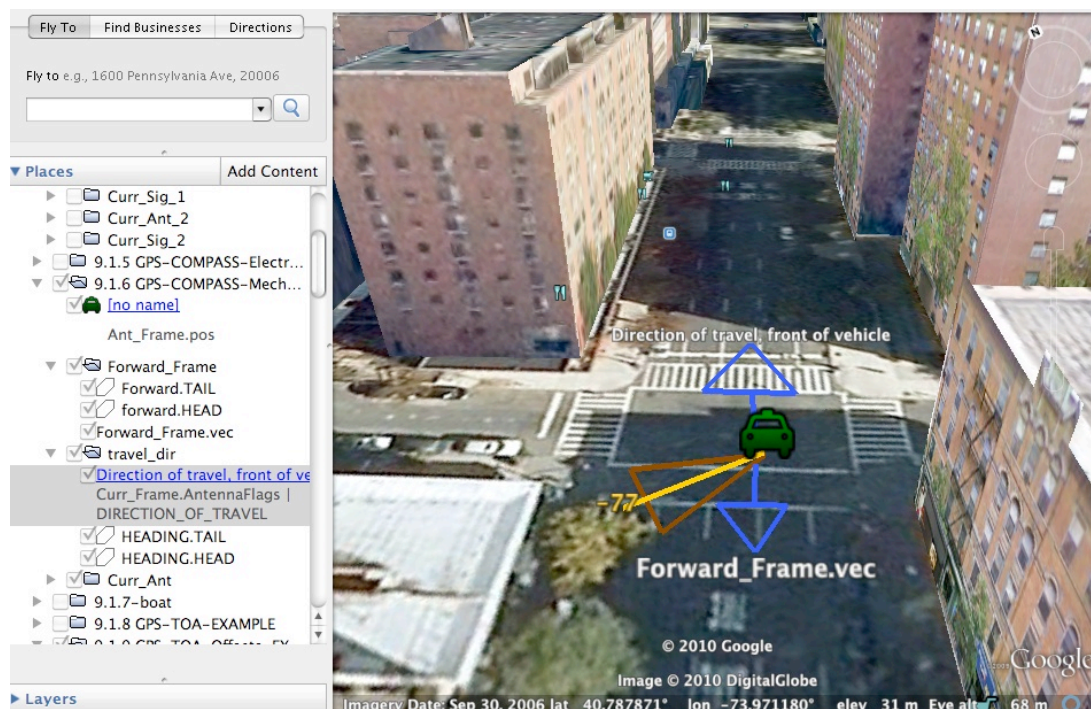 Fly To
Find Businesses
Directions
Fly to e.g., 1600 Pennsylvania Ave, 20006
Places
Add Content
Curr_Sig_1
Curr_Ant_2
Curr_Sig_2
9.1.5 GPS-COMPASS-Electr...
9.1.6 GPS-COMPASS-Mech...
[no name]
Ant_Frame.pos
Forward_Frame
Forward.TAIL
forward.HEAD
Forward_Frame.vec
travel_dir
Direction of travel, front of ve
Curr_Frame.AntennaFlags |
DIRECTION_OF_TRAVEL
HEADING.TAIL
HEADING.HEAD
Curr_Ant
9.1.7-boat
9.1.8 GPS-TOA-EXAMPLE
Layers
N
Direction of travel, front of vehicle
-77
Forward_Frame.vec
© 2010 Google
Image © 2010 DigitalGlobe
Google
Imagery Date: Sep 30, 2006 lat 40.787871° lon -73.971180° elev 31 m Eye alt 68 m